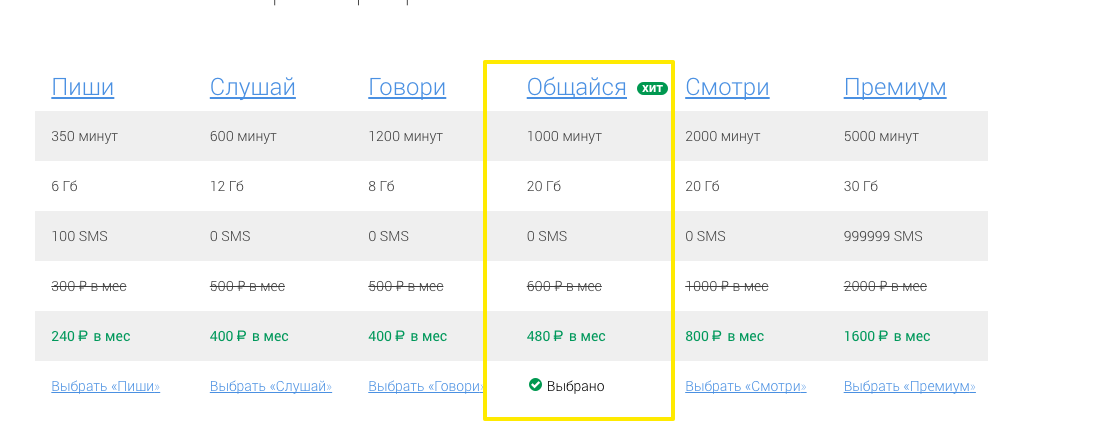 Пиши Слушай Говори Общайся ХИТ Смотри Премиум
350 минут 600 минут 1200 минут 1000 минут 2000 минут 5000 минут
6 Гб 12 Гб 8 Гб 20 Гб 20 Гб 30 Гб
100 SMS 0 SMS 0 SMS 0 SMS 0 SMS 999999 SMS
300 ₽ в мес 500 ₽ в мес 500 ₽ в мес 600 ₽ в мес 1000 ₽ в мес 2000 ₽ в мес
240 ₽ в мес 400 ₽ в мес 400 ₽ в мес 480 ₽ в мес 800 ₽ в мес 1600 ₽ в мес
Выбрать «Пиши» Выбрать «Слушай» Выбрать «Говори» Выбрано Выбрать «Смотри» Выбрать «Премиум»